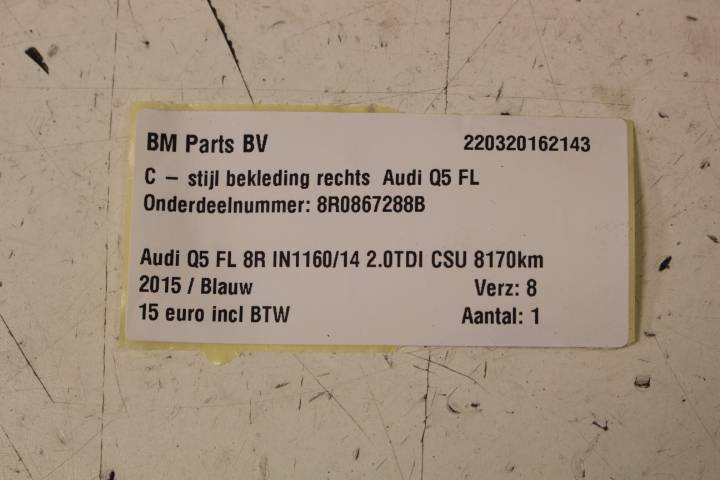 BM Parts BV 220320162143
C – stijl bekleding rechts Audi Q5 FL
Onderdeelnummer: 8R0867288B
Audi Q5 FL 8R IN1160/14 2.0TDI CSU 8170km
2015 / Blauw Verz: 8
15 euro incl BTW Aantal: 1